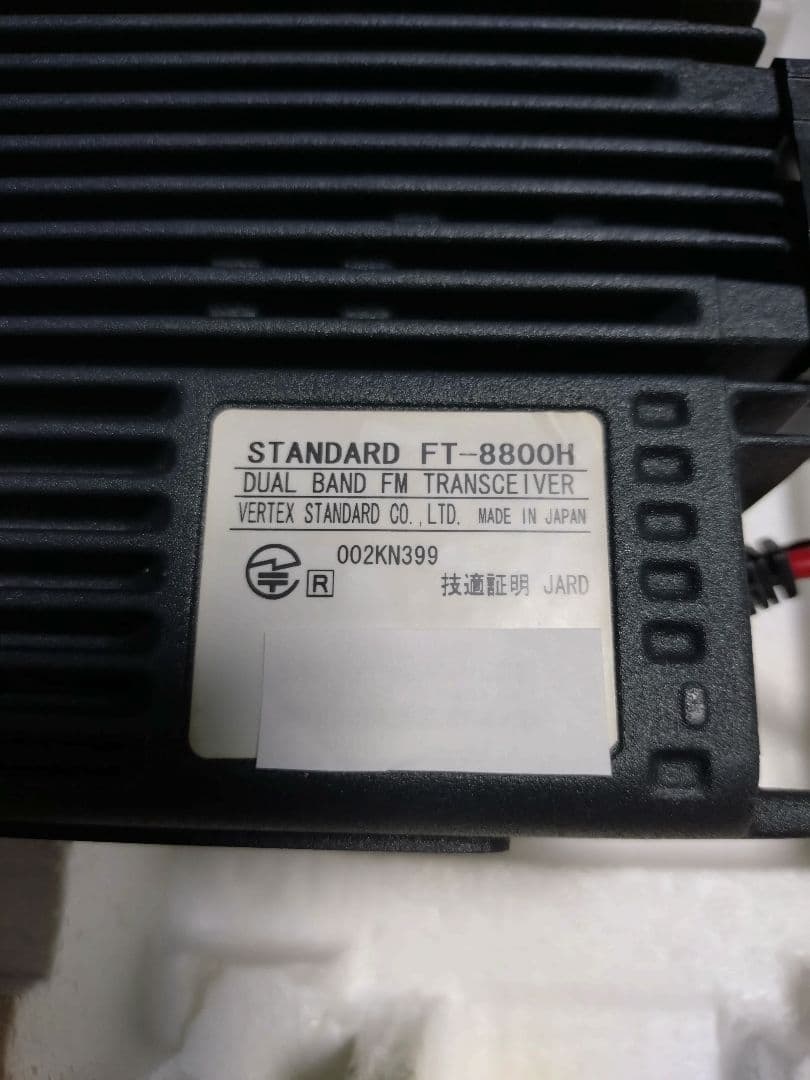 STANDARD FT-8800H
DUAL BAND FM TRANSCEIVER
VERTEX STANDARD CO.,LTD. MADE IN JAPAN
R 002KN399
技適証明 JARD